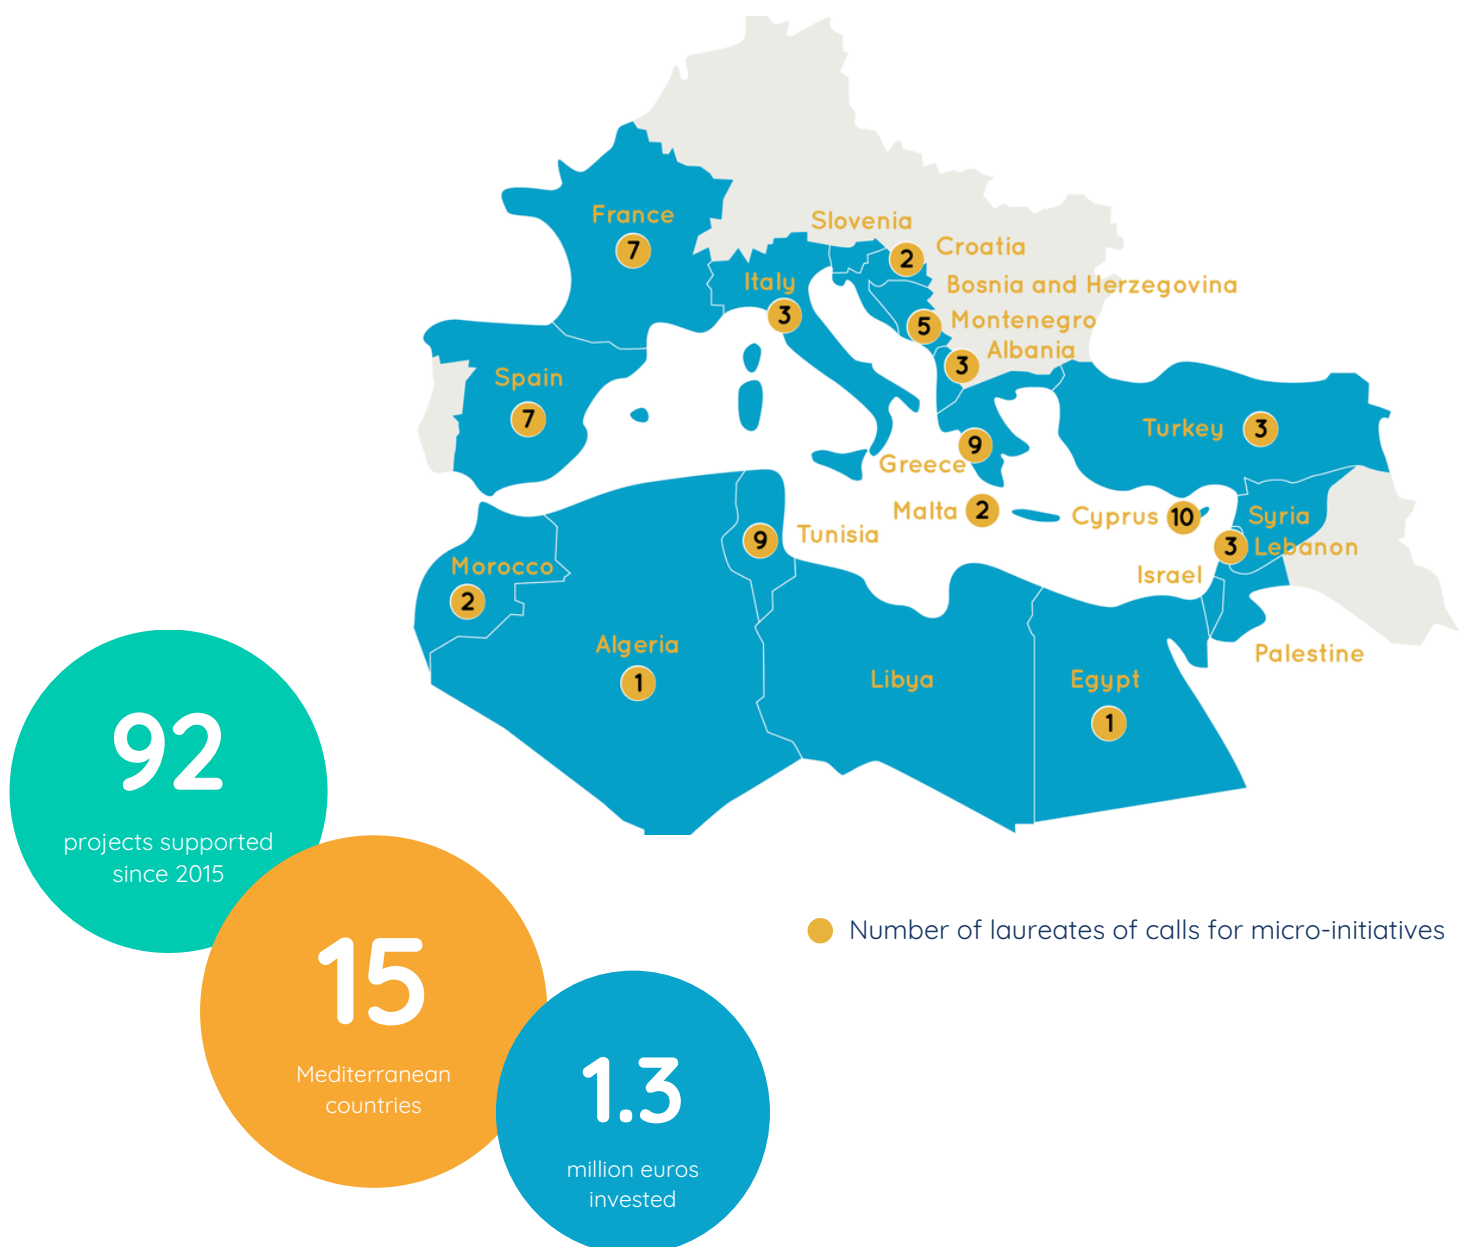 Slovenia
France
Croatia
7
2
Italy
Bosnia and Herzegovina
3
5
Montenegro
Albania
3
Spain
7
Turkey
3
9
Greece
Malta
2
Cyprus
10
Syria
9
Tunisia
3
Lebanon
Morocco
Israel
2
Algeria
Palestine
1
Libya
Egypt
1
92
projects supported
since 2015
Number of laureates of calls for micro-initiatives
15
Mediterranean
countries
1.3
million euros
invested